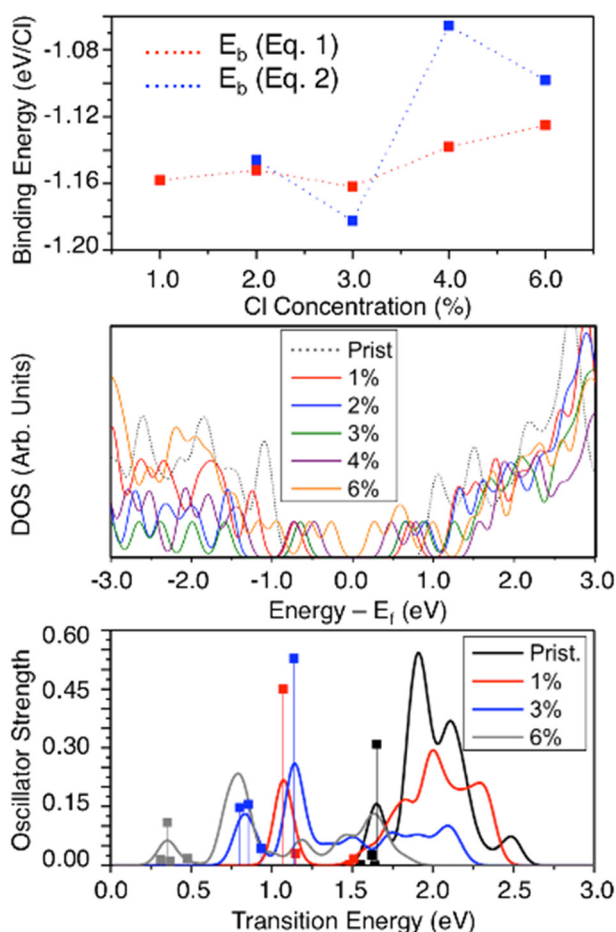 -1.08
-1.12
-1.16
-1.20
Binding Energy (eV/Cl)
E_b (Eq. 1)
E_b (Eq. 2)
1.0 2.0 3.0 4.0 6.0
Cl Concentration (%)
DOS (Arb. Units)
Prist
1%
2%
3%
4%
6%
-3.0 -2.0 -1.0 0.0 1.0 2.0 3.0
Energy – E_f (eV)
0.60
0.45
0.30
0.15
0.00
Oscillator Strength
Prist.
1%
3%
6%
0.0 0.5 1.0 1.5 2.0 2.5 3.0
Transition Energy (eV)